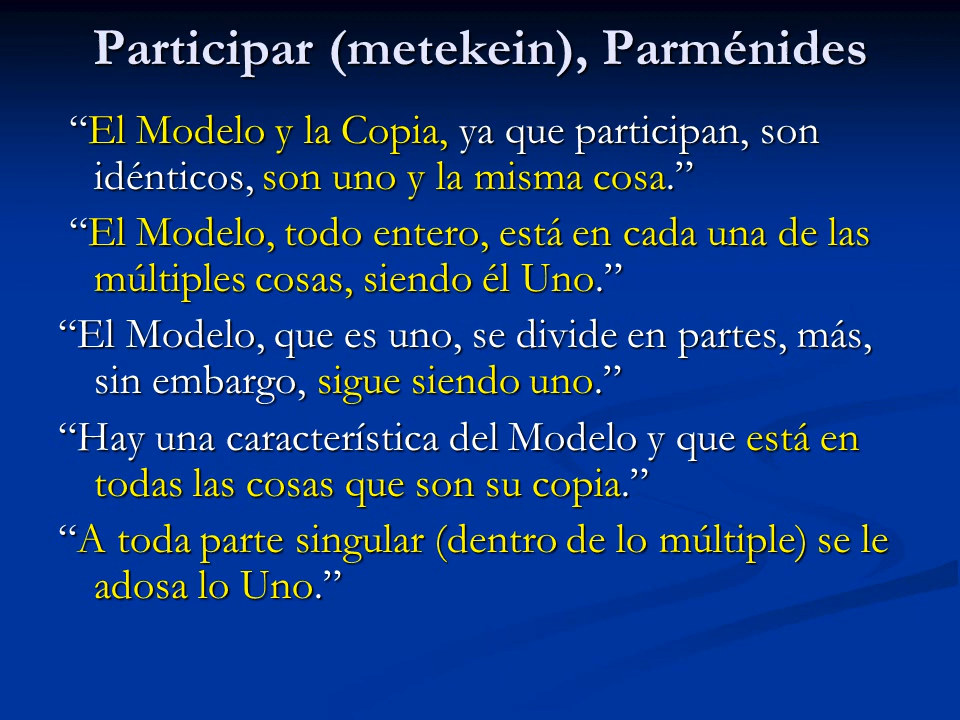 Participar (metekein), Parménides
“El Modelo y la Copia, ya que participan, son
idénticos, son uno y la misma cosa.”
“El Modelo, todo entero, está en cada una de las
múltiples cosas, siendo él Uno.”
“El Modelo, que es uno, se divide en partes, más,
sin embargo, sigue siendo uno.”
“Hay una característica del Modelo y que está en
todas las cosas que son su copia.”
“A toda parte singular (dentro de lo múltiple) se le
adosa lo Uno.”